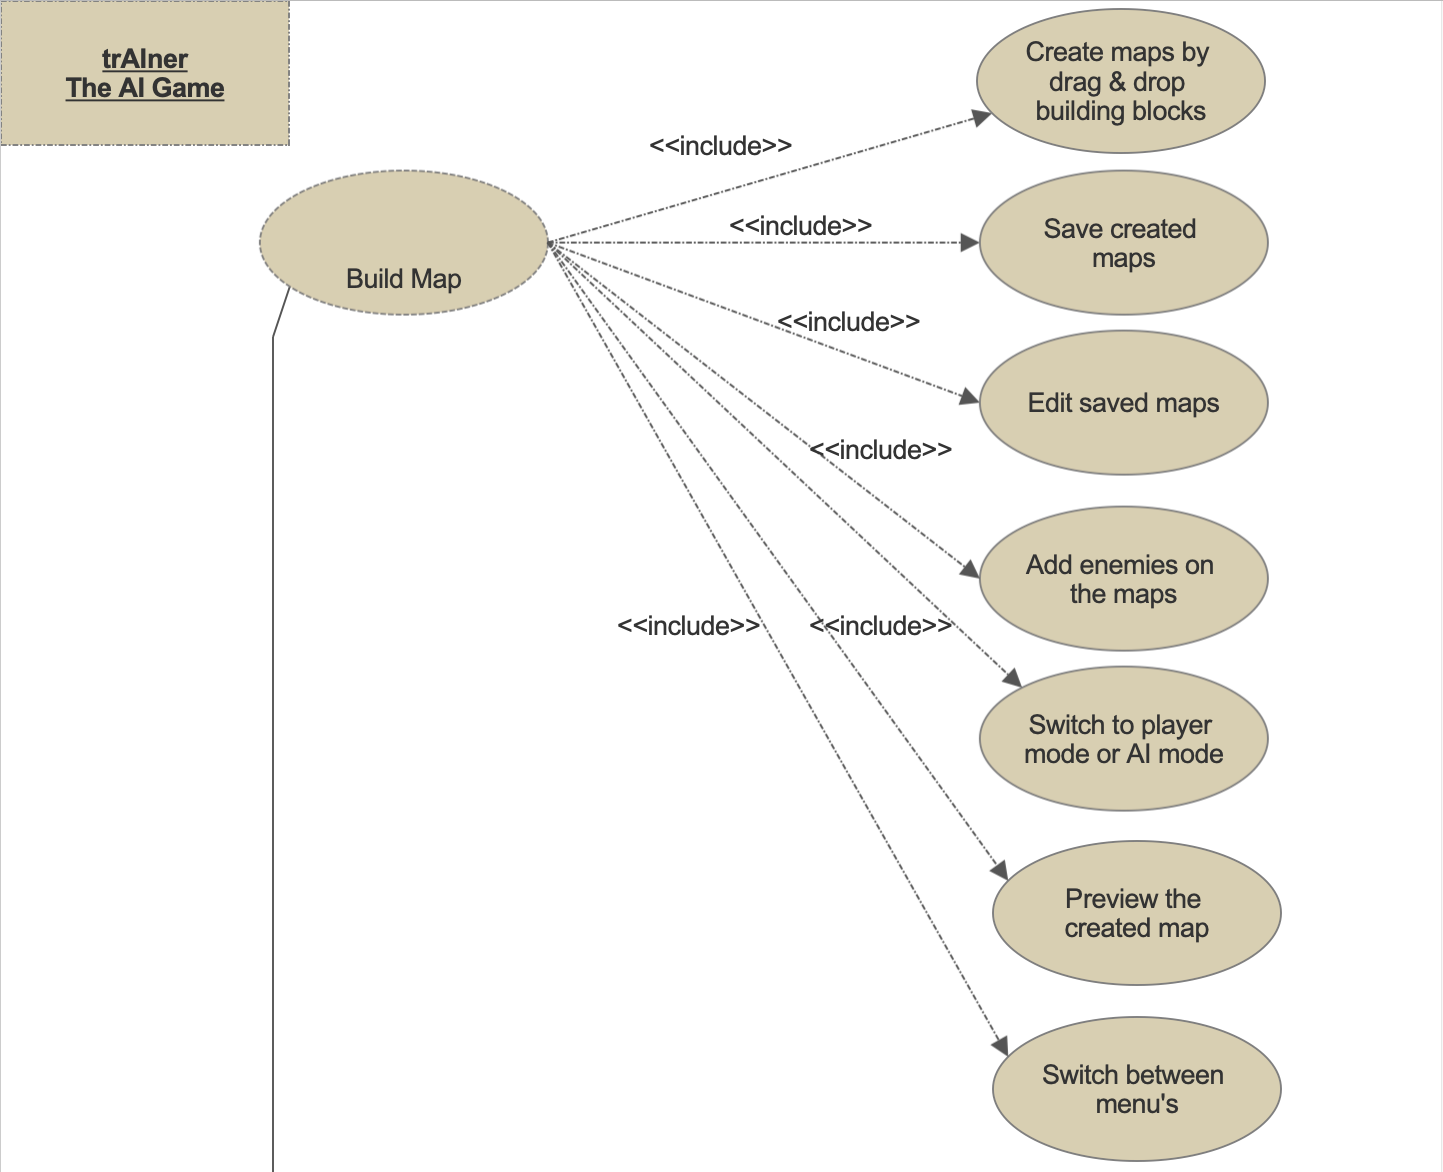 trAIner
The AI Game
Create maps by
drag & drop
building blocks
<<include>>
<<include>>
Save created
maps
Build Map
<<include>>
Edit saved maps
<<include>>
Add enemies on
the maps
<<include>>
<<include>>
Switch to player
mode or AI mode
Preview the
created map
Switch between
menu's